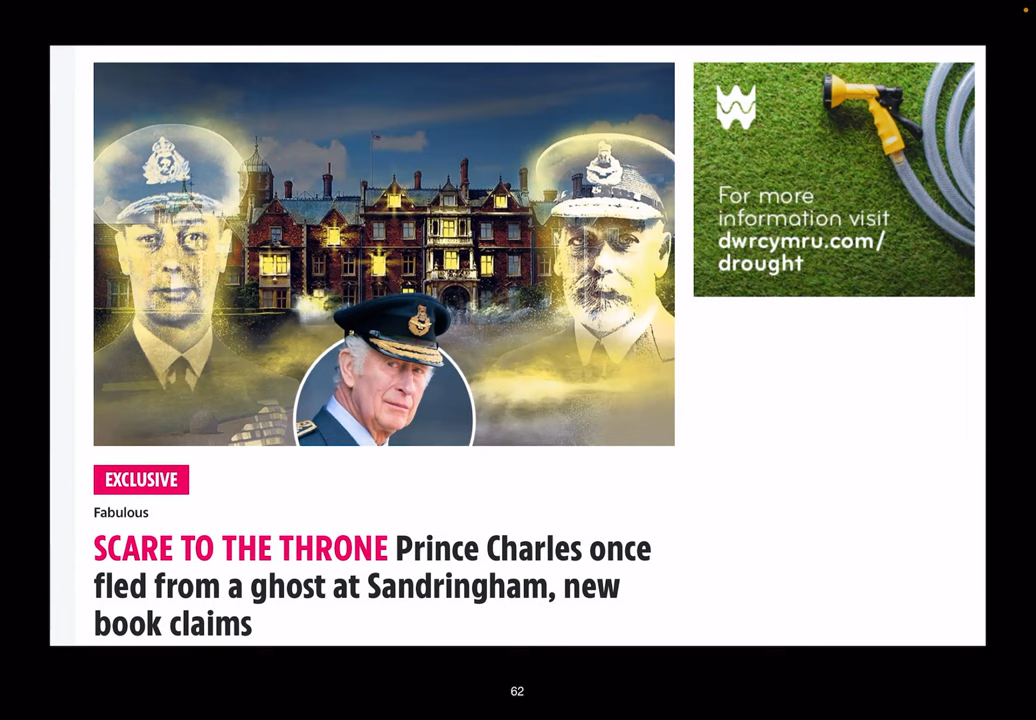 For more
information visit
dwrcymru.com/
drought
EXCLUSIVE
Fabulous
SCARE TO THE THRONE Prince Charles once
fled from a ghost at Sandringham, new
book claims
62